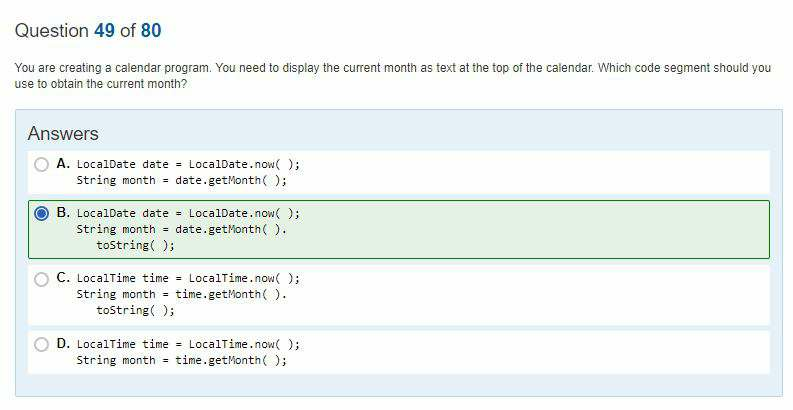 Question 49 of 80
You are creating a calendar program. You need to display the current month as text at the top of the calendar. Which code segment should you
use to obtain the current month?
Answers
A. LocalDate date = LocalDate.now( );
String month = date.getMonth( );
B. LocalDate date = LocalDate.now( );
String month = date.getMonth( ).
toString( );
C. LocalTime time = LocalTime.now( );
String month = time.getMonth( ).
toString( );
D. LocalTime time = LocalTime.now( );
String month = time.getMonth( );